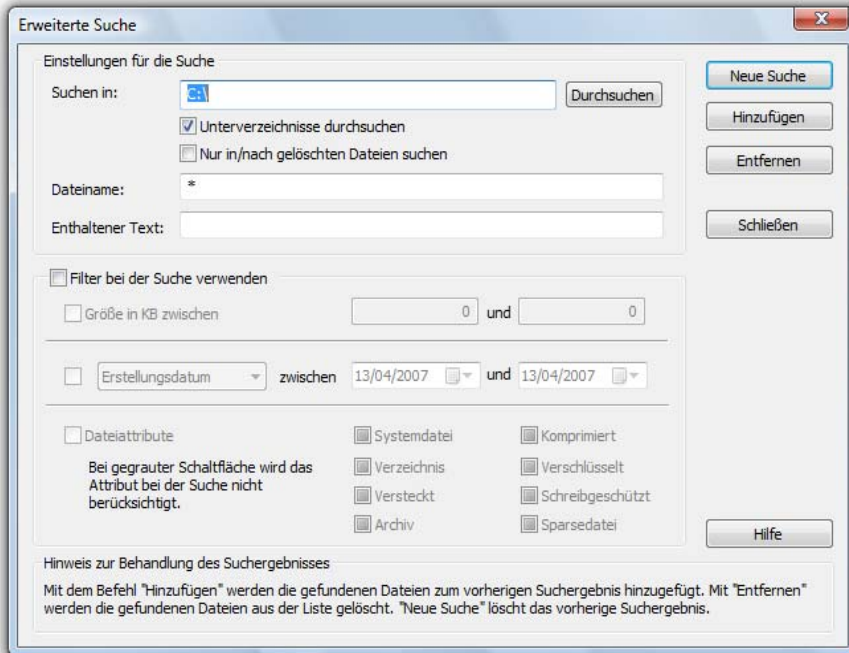 Erweiterte Suche
Einstellungen für die Suche
Suchen in: C:\ Durchsuchen
Unterverzeichnisse durchsuchen
Nur in/nach gelöschten Dateien suchen
Dateiname: *
Enthaltener Text:
Neue Suche
Hinzufügen
Entfernen
Schließen
Filter bei der Suche verwenden
Größe in KB zwischen 0 und 0
Erstellungsdatum zwischen 13/04/2007 und 13/04/2007
Dateiattribute
Bei gegrauter Schaltfläche wird das
Attribut bei der Suche nicht
berücksichtigt.
Systemdatei Komprimiert
Verzeichnis Verschlüsselt
Versteckt Schreibgeschützt
Archiv Sparsedatei
Hilfe
Hinweis zur Behandlung des Suchergebnisses
Mit dem Befehl "Hinzufügen" werden die gefundenen Dateien zum vorherigen Suchergebnis hinzugefügt. Mit "Entfernen"
werden die gefundenen Dateien aus der Liste gelöscht. "Neue Suche" löscht das vorherige Suchergebnis.